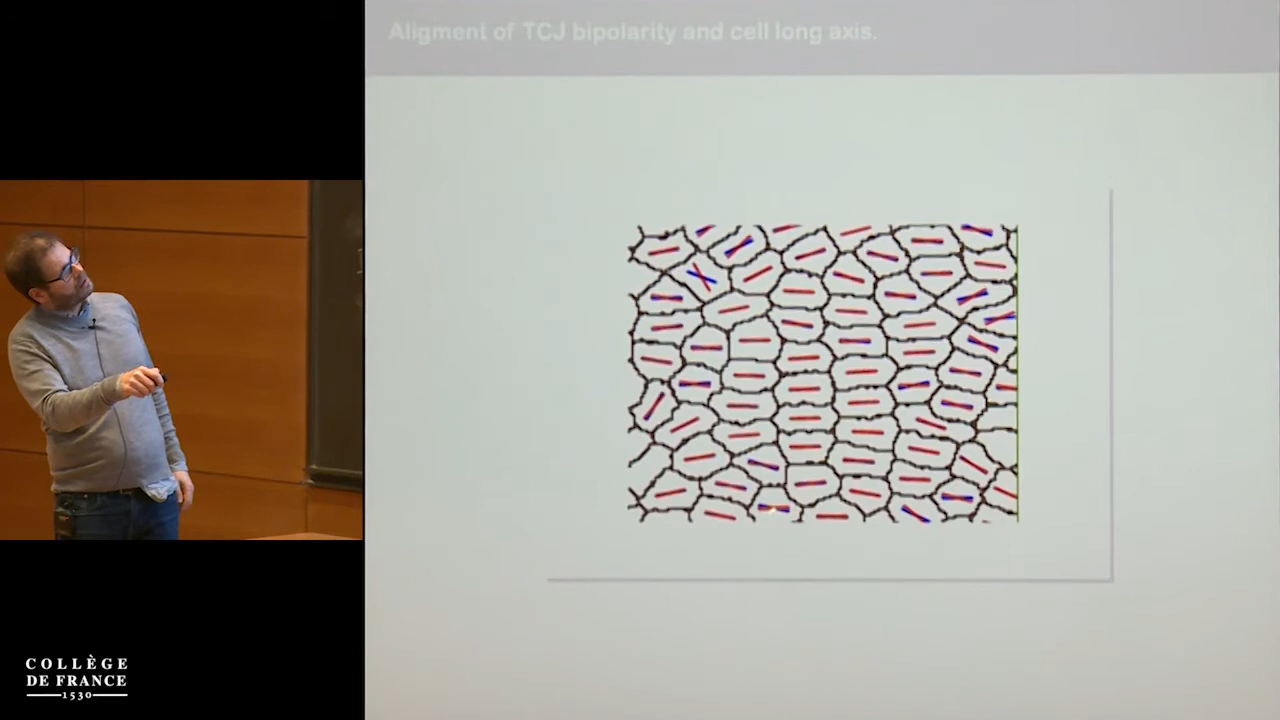 Aligment of TCJ bipolarity and cell long axis.
COLLÈGE
DE FRANCE
1530